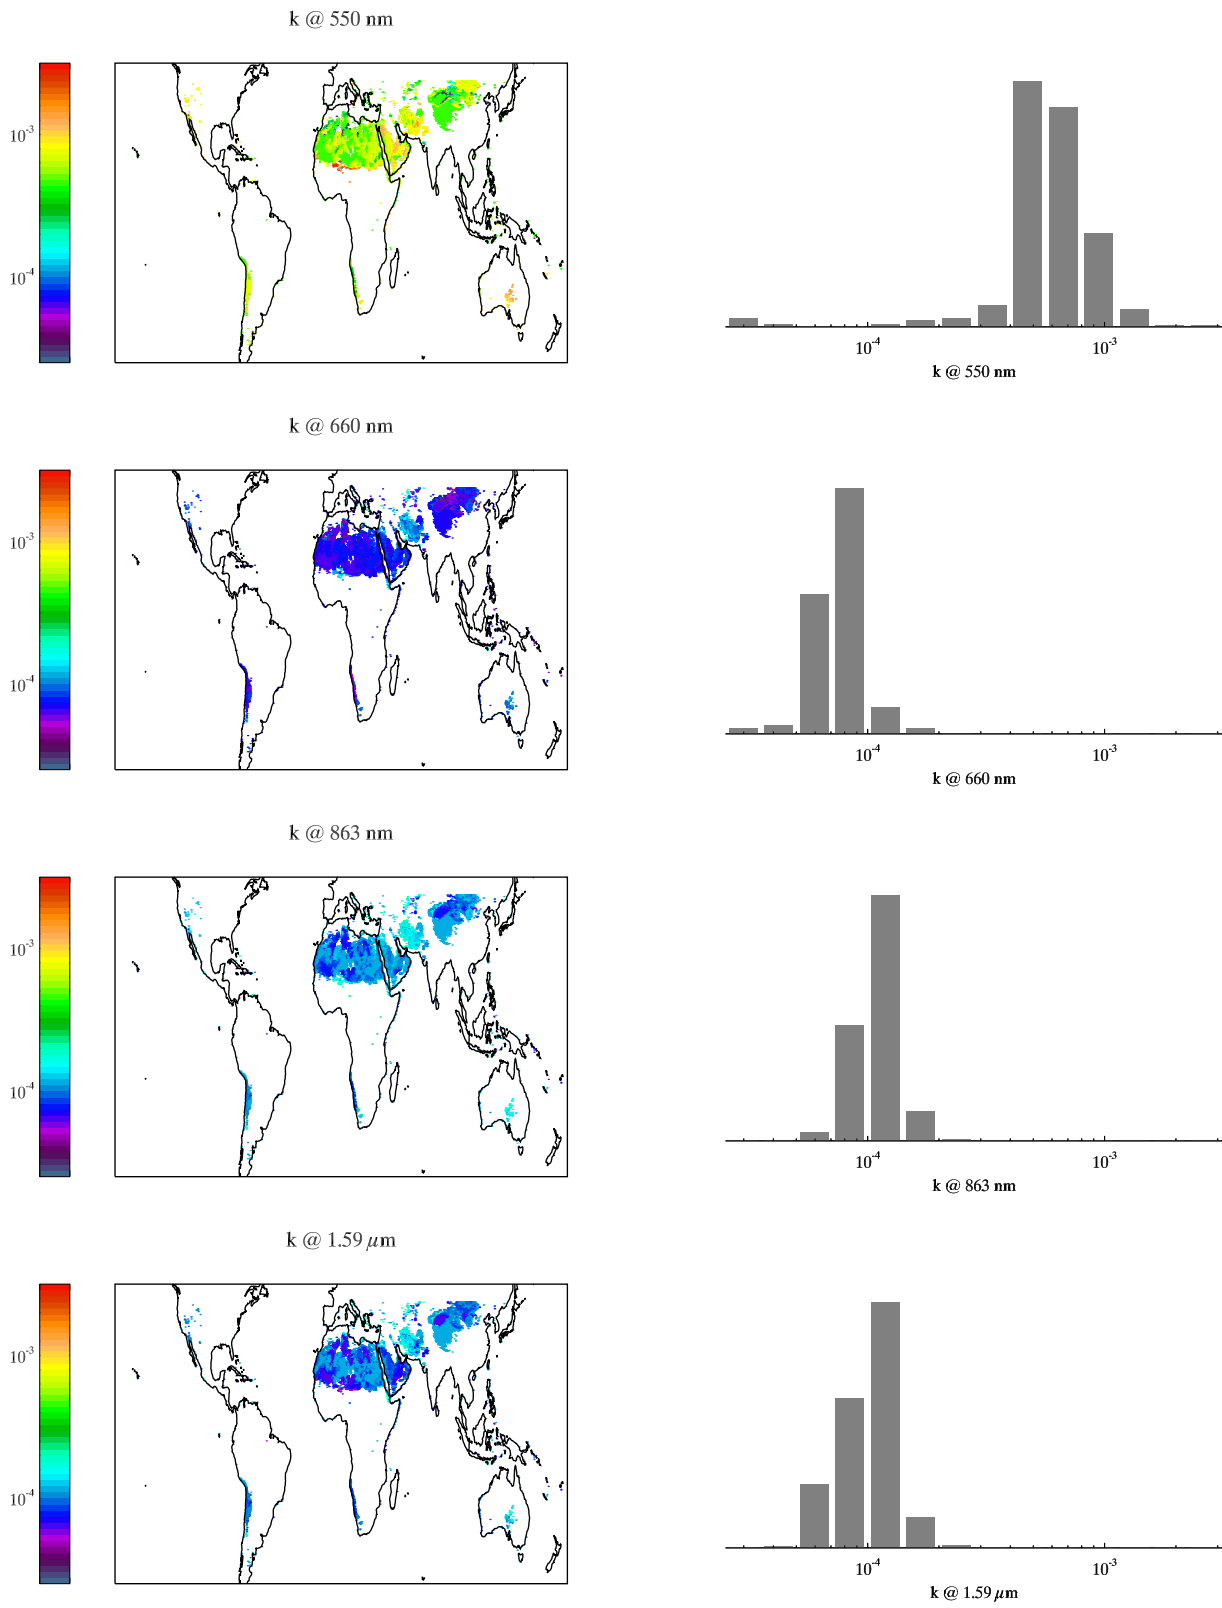 k @ 550 nm
10⁻³
10⁻⁴
10⁻⁴ 10⁻³
k @ 550 nm
k @ 660 nm
10⁻³
10⁻⁴
10⁻⁴ 10⁻³
k @ 660 nm
k @ 863 nm
10⁻³
10⁻⁴
10⁻⁴ 10⁻³
k @ 863 nm
k @ 1.59 µm
10⁻³
10⁻⁴
10⁻⁴ 10⁻³
k @ 1.59 µm